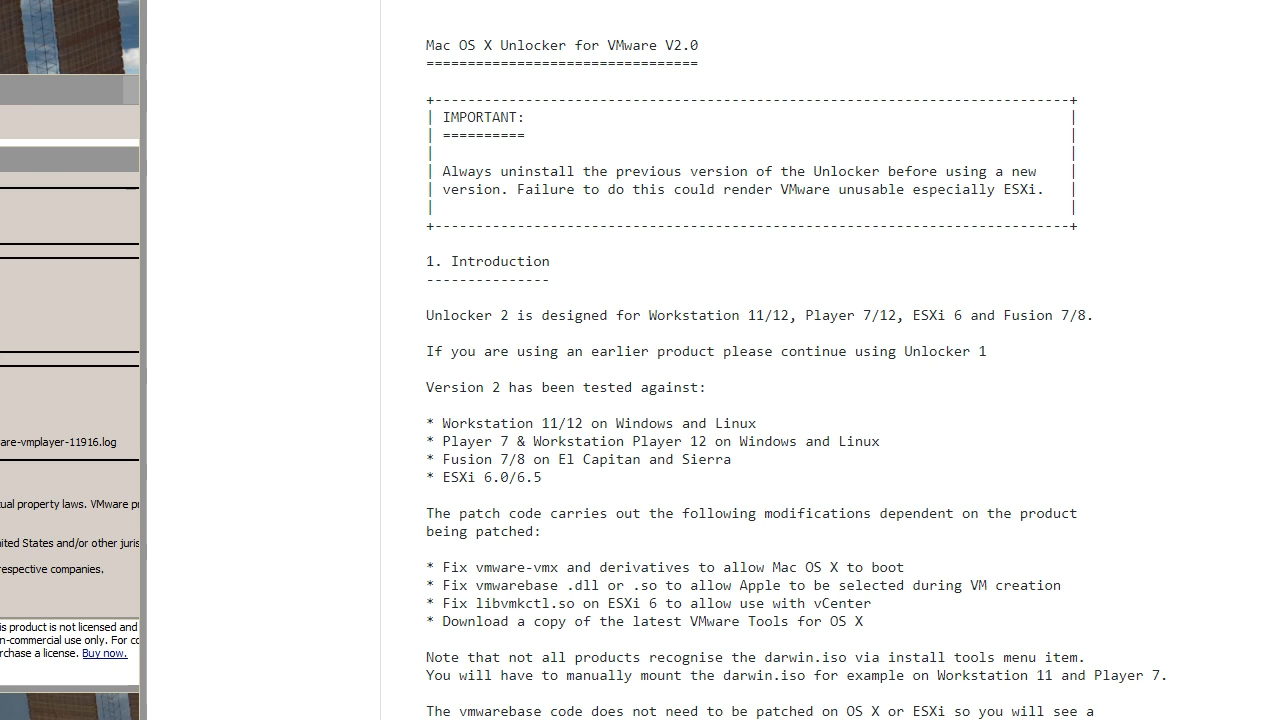 Mac OS X Unlocker for VMware V2.0
=================================
+-----------------------------------------------------------------------------+
| IMPORTANT: |
| ========== |
| |
| Always uninstall the previous version of the Unlocker before using a new |
| version. Failure to do this could render VMware unusable especially ESXi. |
| |
+-----------------------------------------------------------------------------+
1. Introduction
---------------
Unlocker 2 is designed for Workstation 11/12, Player 7/12, ESXi 6 and Fusion 7/8.
If you are using an earlier product please continue using Unlocker 1
Version 2 has been tested against:
* Workstation 11/12 on Windows and Linux
* Player 7 & Workstation Player 12 on Windows and Linux
* Fusion 7/8 on El Capitan and Sierra
* ESXi 6.0/6.5
The patch code carries out the following modifications dependent on the product
being patched:
* Fix vmware-vmx and derivatives to allow Mac OS X to boot
* Fix vmwarebase .dll or .so to allow Apple to be selected during VM creation
* Fix libvmkctl.so on ESXi 6 to allow use with vCenter
* Download a copy of the latest VMware Tools for OS X
Note that not all products recognise the darwin.iso via install tools menu item.
You will have to manually mount the darwin.iso for example on Workstation 11 and Player 7.
The vmwarebase code does not need to be patched on OS X or ESXi so you will see a
are-vmplayer-11916.log
ual property laws. VMware p
nited States and/or other juris
respective companies.
is product is not licensed and
n-commercial use only. For co
rchase a license. Buy now.